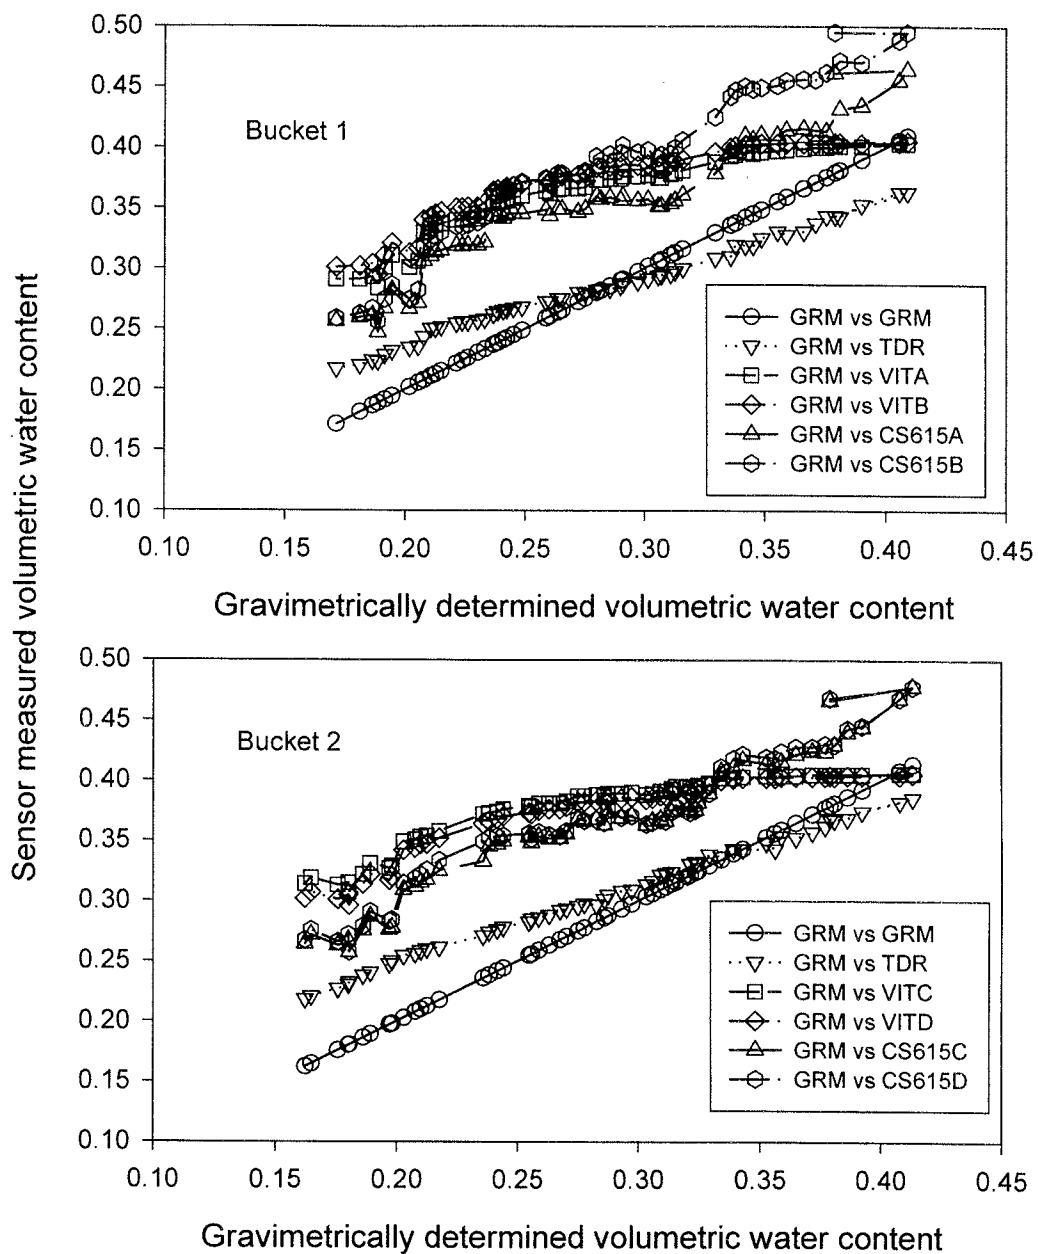 Sensor measured volumetric water content
0.50
0.45
0.40
0.35
0.30
0.25
0.20
0.15
0.10
Bucket 1
GRM vs GRM
GRM vs TDR
GRM vs VITA
GRM vs VITB
GRM vs CS615A
GRM vs CS615B
0.10 0.15 0.20 0.25 0.30 0.35 0.40 0.45
Gravimetrically determined volumetric water content
0.50
0.45
0.40
0.35
0.30
0.25
0.20
0.15
0.10
Bucket 2
GRM vs GRM
GRM vs TDR
GRM vs VITC
GRM vs VITD
GRM vs CS615C
GRM vs CS615D
0.10 0.15 0.20 0.25 0.30 0.35 0.40 0.45
Gravimetrically determined volumetric water content